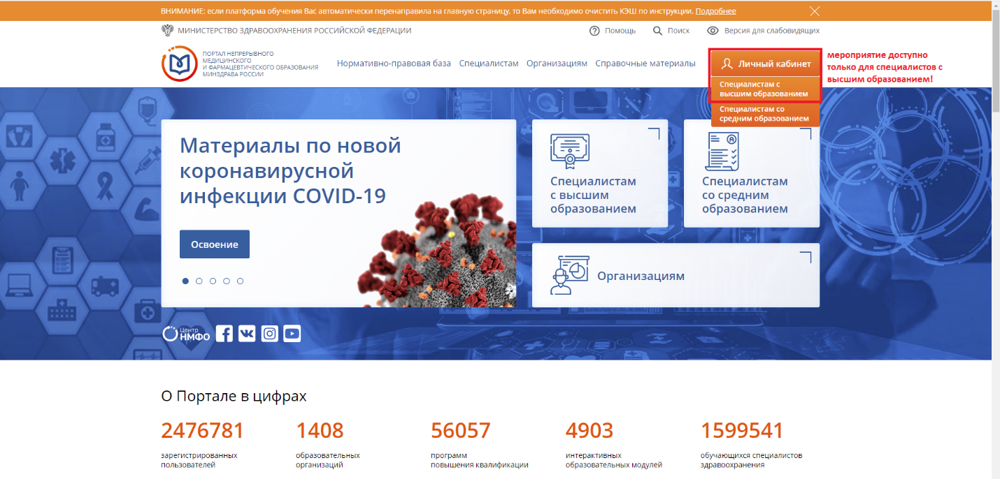 ВНИМАНИЕ: если платформа обучения Вас автоматически перенаправила на главную страницу, то Вам необходимо очистить КЭШ по инструкции. Подробнее
МИНИСТЕРСТВО ЗДРАВООХРАНЕНИЯ РОССИЙСКОЙ ФЕДЕРАЦИИ
Помощь
Поиск
Версия для слабовидящих
ПОРТАЛ НЕПРЕРЫВНОГО
МЕДИЦИНСКОГО
И ФАРМАЦЕВТИЧЕСКОГО ОБРАЗОВАНИЯ
МИНЗДРАВА РОССИИ
Нормативно-правовая база
Специалистам
Организациям
Справочные материалы
Личный кабинет
Специалистам с
высшим образованием
Специалистам со
средним образованием
мероприятие доступно
только для специалистов с
высшим образованием!
Материалы по новой
коронавирусной
инфекции COVID-19
Освоение
Специалистам
с высшим
образованием
Специалистам
со средним
образованием
Организациям
Центр
НМФО
О Портале в цифрах
2476781
зарегистрированных
пользователей
1408
образовательных
организаций
56057
программ
повышения квалификации
4903
интерактивных
образовательных модулей
1599541
обучающихся специалистов
здравоохранения